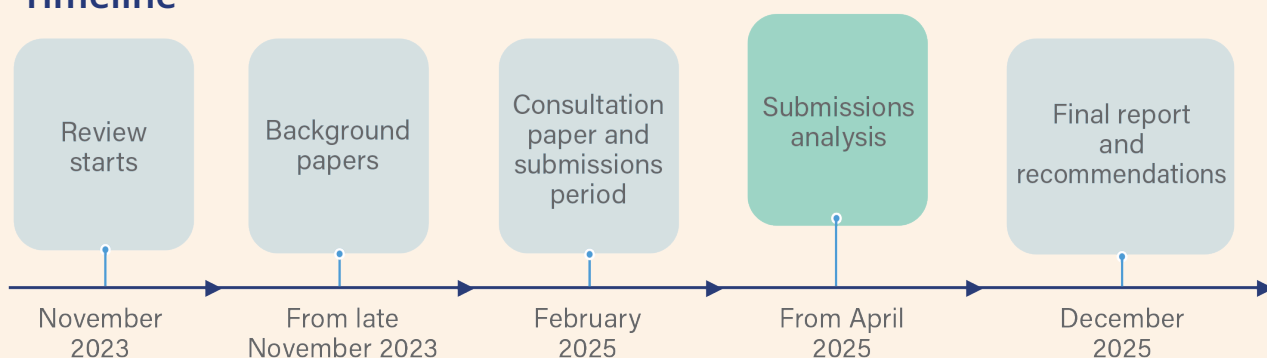 Timeline
Review
starts
Background
papers
Consultation
paper and
submissions
period
Submissions
analysis
Final report
and
recommendations
November
2023
From late
November 2023
February
2025
From April
2025
December
2025